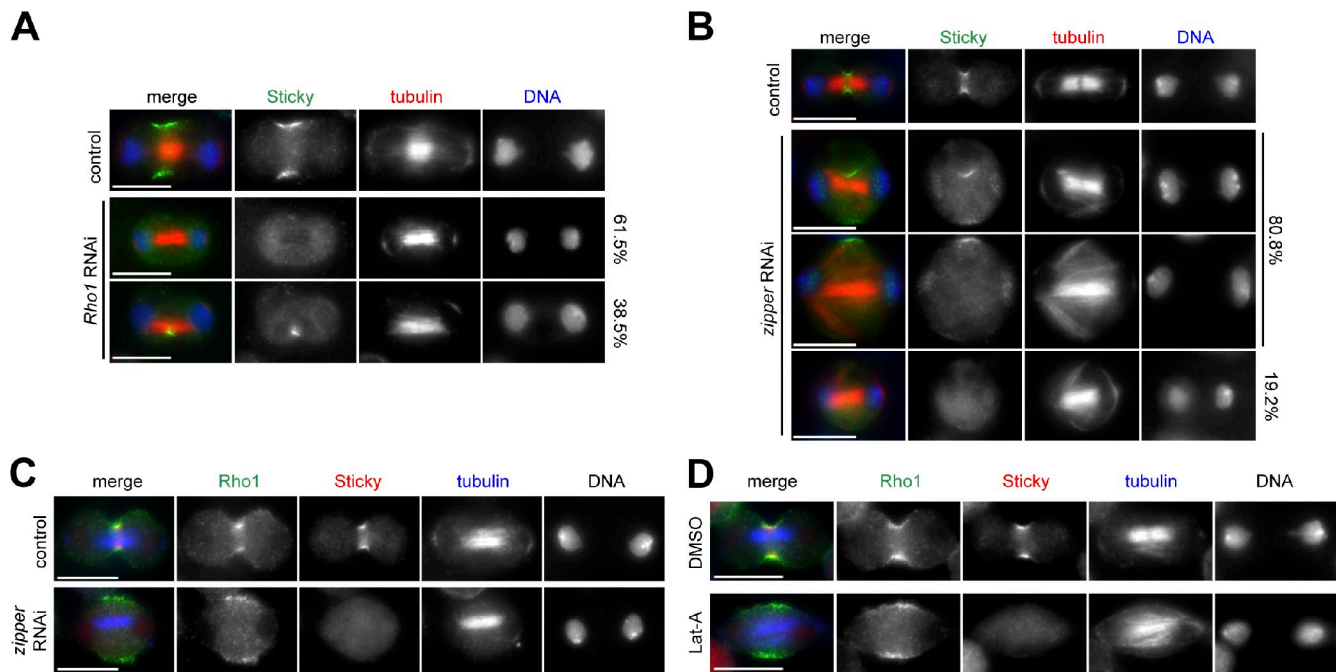 A
merge Sticky tubulin DNA
control
Rho1 RNAi
61.5%
38.5%
B
merge Sticky tubulin DNA
control
zipper RNAi
80.8%
19.2%
C
merge Rho1 Sticky tubulin DNA
control
zipper
RNAi
D
merge Rho1 Sticky tubulin DNA
DMSO
Lat-A